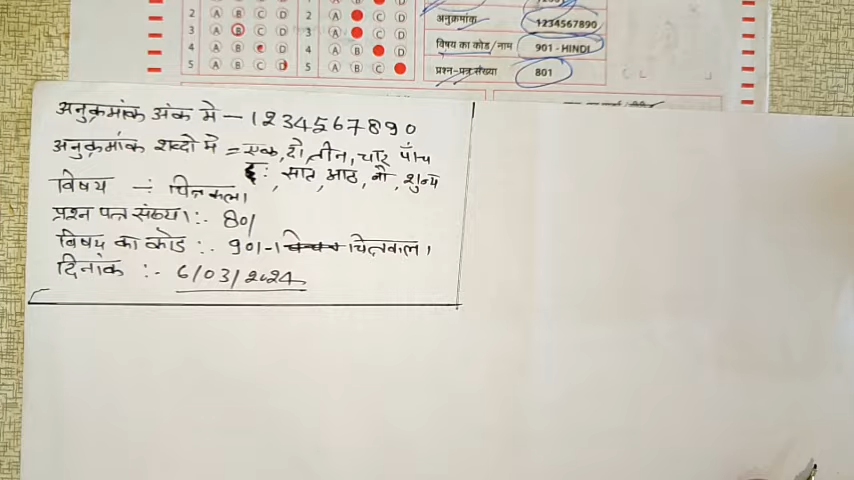 2 A B C D 2 A C D
3 A B C D 3 A C D
4 A B C D 4 A B D
5 A B C D 5 A B C
अनुक्रमांक 1234567890
विषय का कोड/नाम 901-HINDI
प्रश्न-पत्र संख्या 801
अनुक्रमांक अंक मे - 1234567890
अनुक्रमांक शब्दो मे = एक, दो, तीन, चार पाँच
छ: सात, आठ, नौ, शुन्य
विषय :- चित्रकला
प्रश्न पत्र संख्या :- 801
विषय का कोड :- 901- चित्रकला
दिनांक :- 6/03/2024